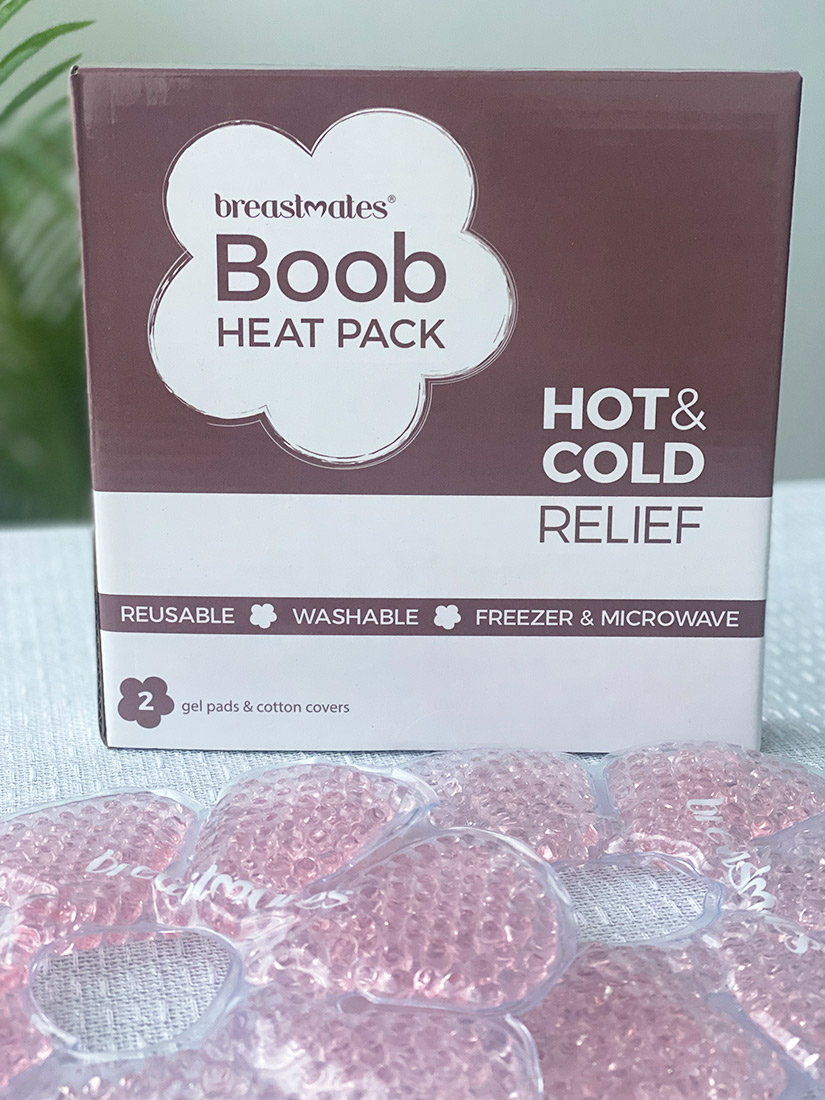 breastmates®
Boob
HEAT PACK
HOT&
COLD
RELIEF
REUSABLE WASHABLE FREEZER & MICROWAVE
2 gel pads & cotton covers
breastmates